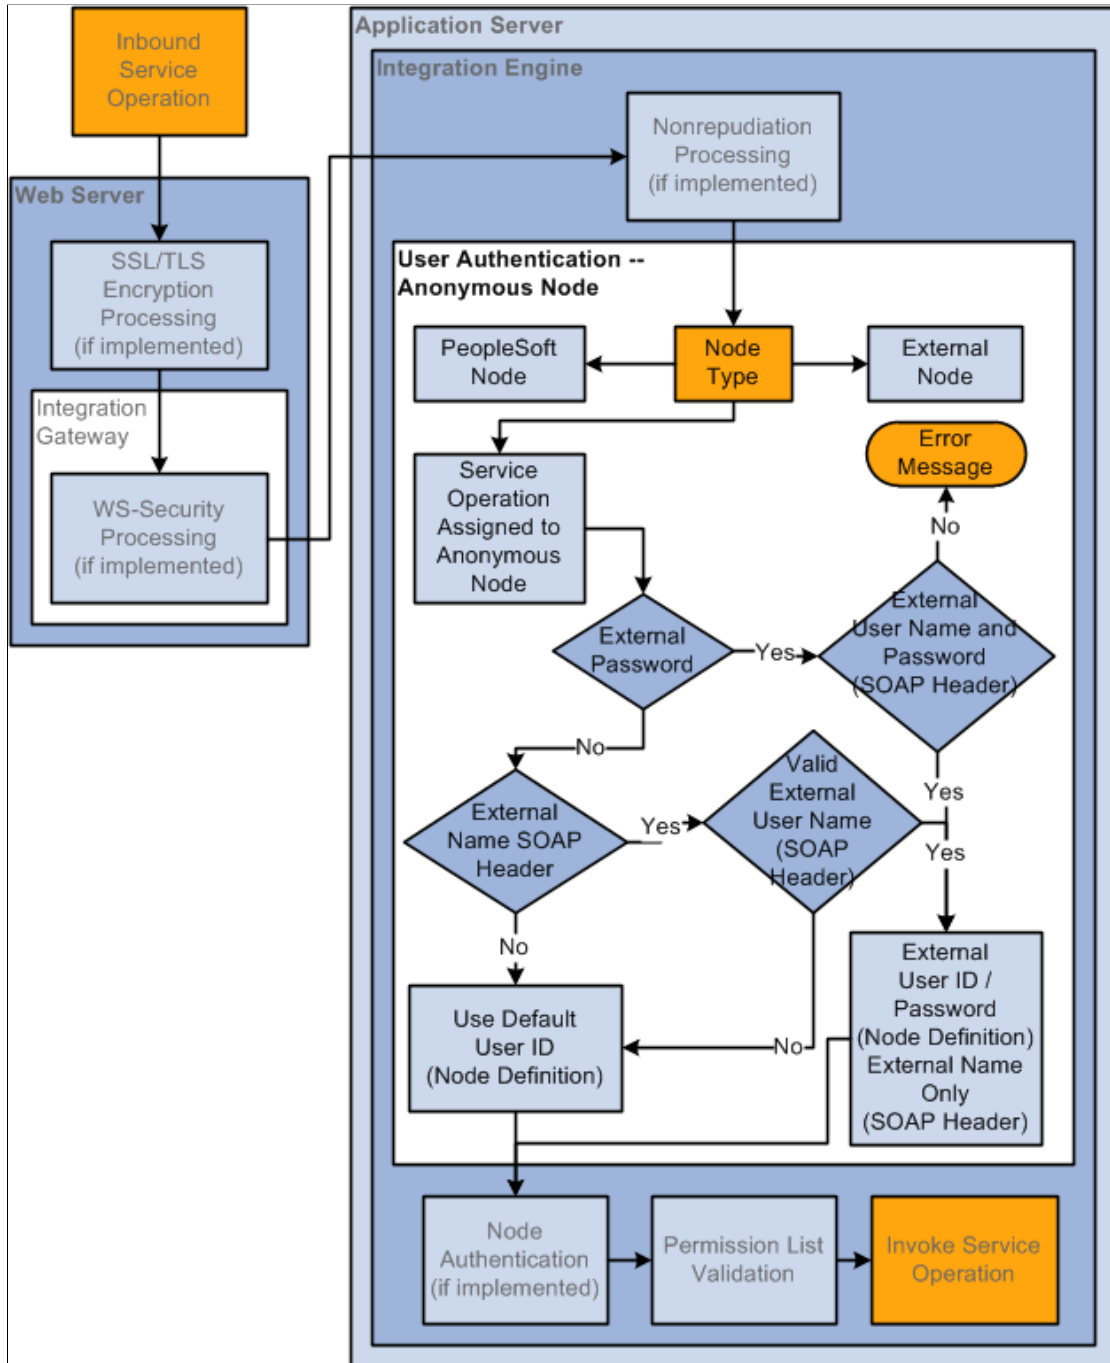 Inbound
Service
Operation
Web Server
SSL/TLS
Encryption
Processing
(if implemented)
Integration
Gateway
WS-Security
Processing
(if implemented)
Application Server
Integration Engine
Nonrepudiation
Processing
(if implemented)
User Authentication --
Anonymous Node
PeopleSoft
Node
Node
Type
External
Node
Error
Message
Service
Operation
Assigned to
Anonymous
Node
No
External
Password
Yes
External
User Name and
Password
(SOAP Header)
No
Yes
External
Name SOAP
Header
Yes
Valid
External
User Name
(SOAP
Header)
Yes
No
No
Use Default
User ID
(Node Definition)
External
User ID /
Password
(Node Definition)
External Name
Only
(SOAP Header)
Node
Authentication
(if implemented)
Permission List
Validation
Invoke Service
Operation